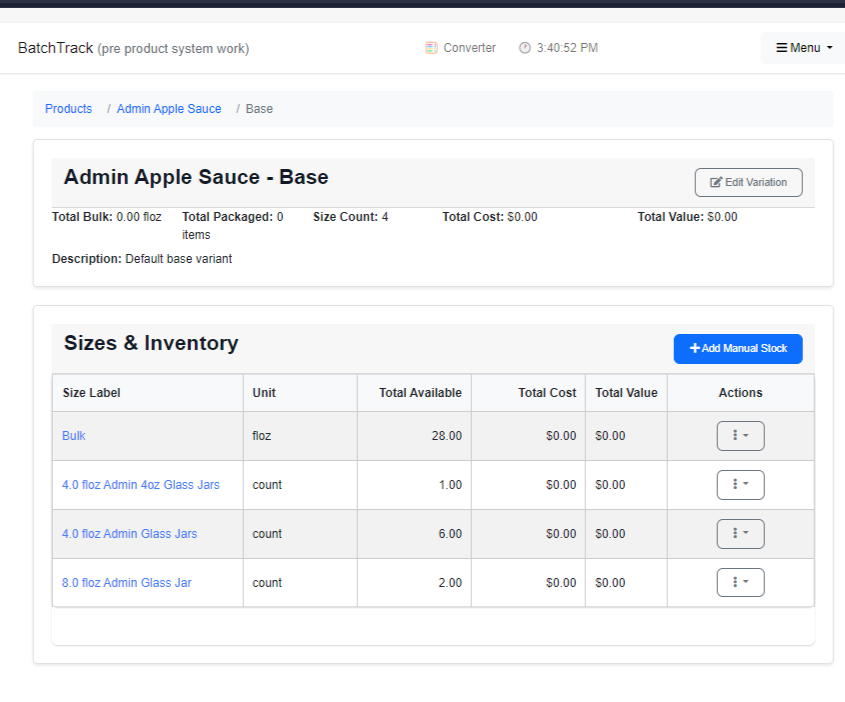 BatchTrack (pre product system work) Converter 3:40:52 PM Menu
Products / Admin Apple Sauce / Base
Admin Apple Sauce - Base
Edit Variation
Total Bulk: 0.00 floz Total Packaged: 0 items Size Count: 4 Total Cost: $0.00 Total Value: $0.00
Description: Default base variant
Sizes & Inventory
Add Manual Stock
Size Label Unit Total Available Total Cost Total Value Actions
Bulk floz 28.00 $0.00 $0.00
4.0 floz Admin 4oz Glass Jars count 1.00 $0.00 $0.00
4.0 floz Admin Glass Jars count 6.00 $0.00 $0.00
8.0 floz Admin Glass Jar count 2.00 $0.00 $0.00